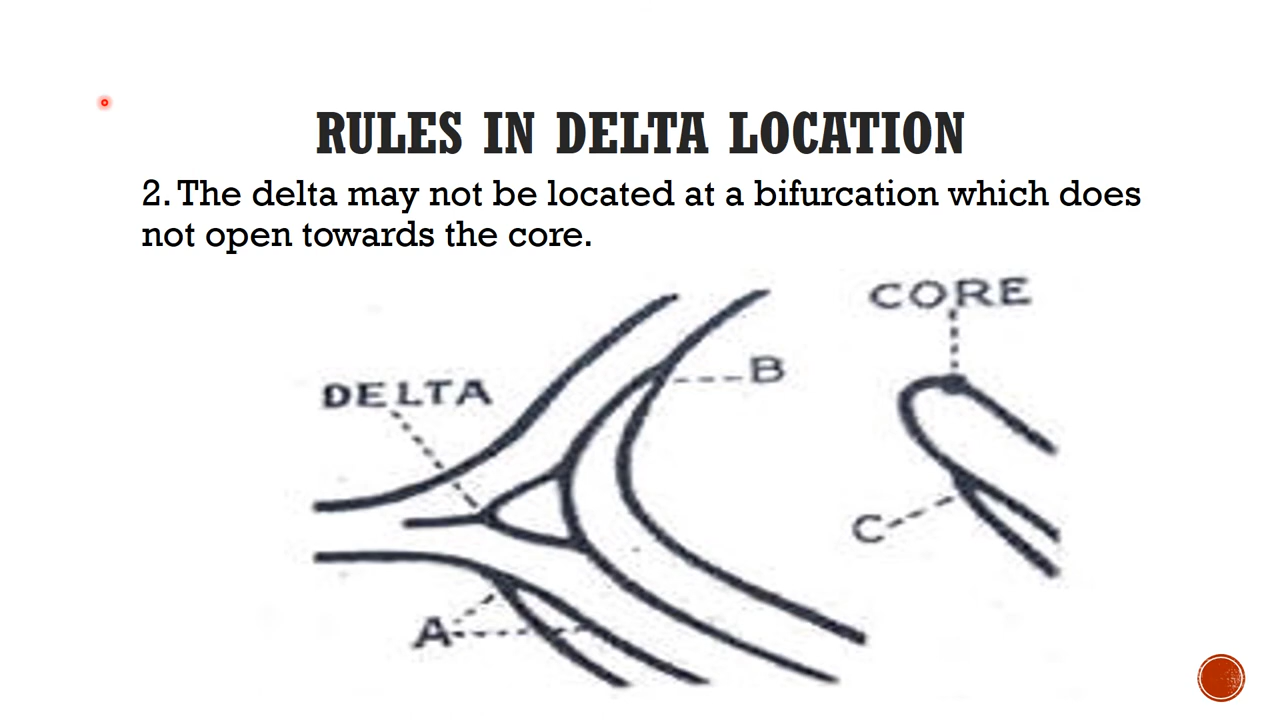 RULES IN DELTA LOCATION
2. The delta may not be located at a bifurcation which does
not open towards the core.
CORE
DELTA
B
C
A